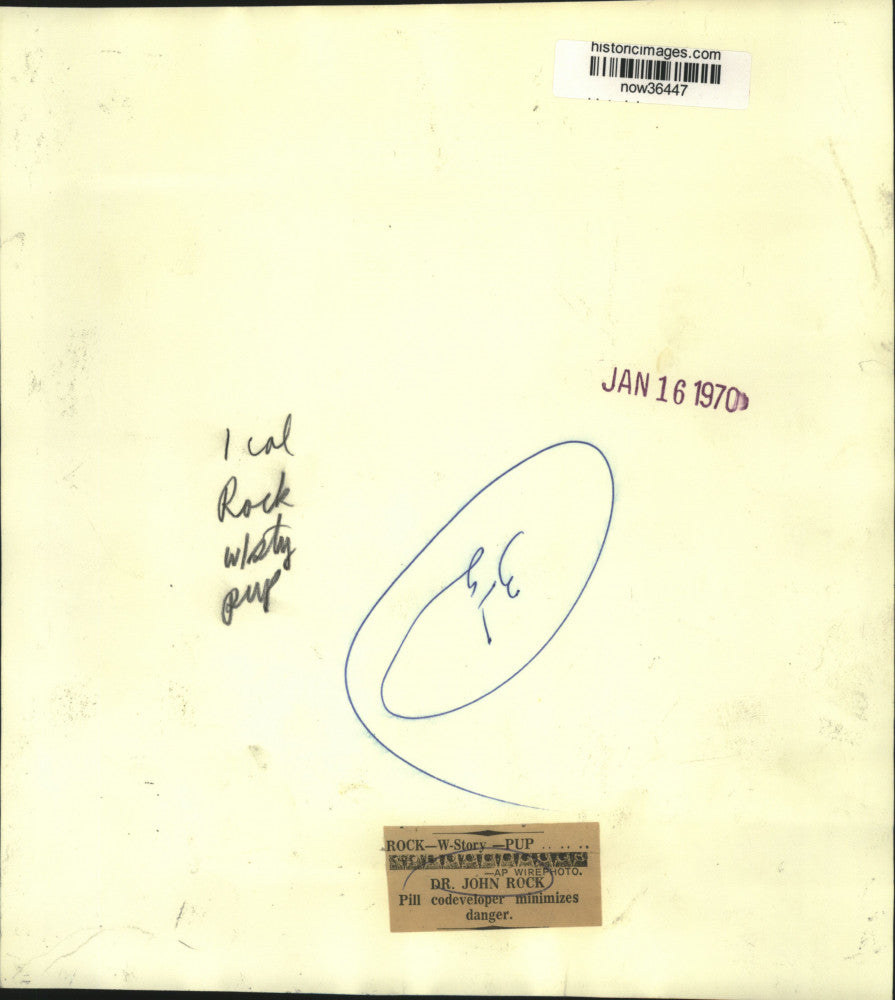 historicimages.com
now36447
JAN 16 1970
1 col
Rock
w/sty
pup
ROCK—W-Story—PUP .. .. ..
—AP WIREPHOTO.
DR. JOHN ROCK
Pill codeveloper minimizes
danger.